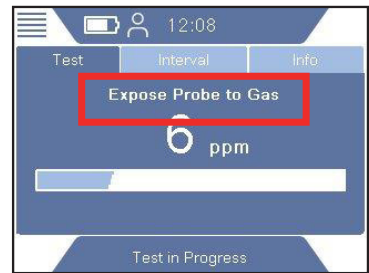 12:08
Test Interval Info
Expose Probe to Gas
6 ppm
Test in Progress